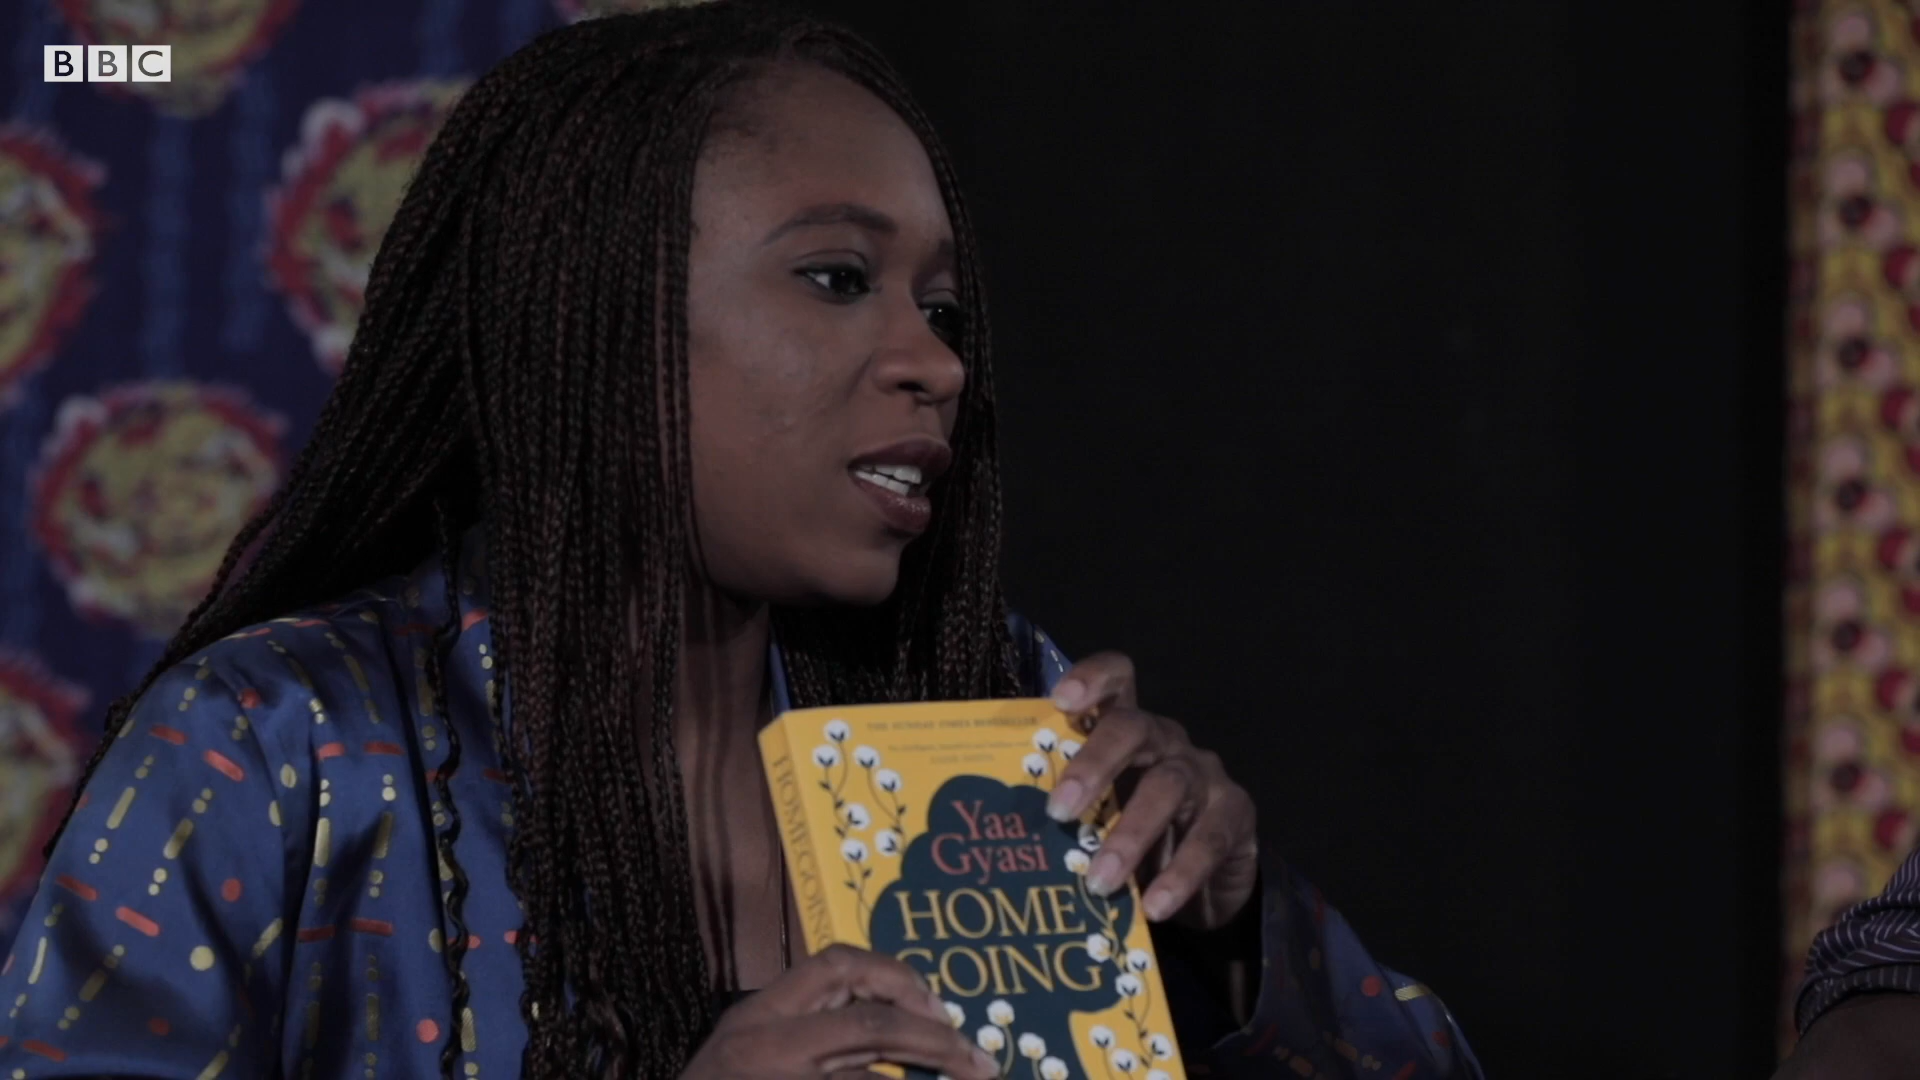 BBC
THE SUNDAY TIMES BESTSELLER
Yaa
Gyasi
HOME
GOING
HOMEGOING